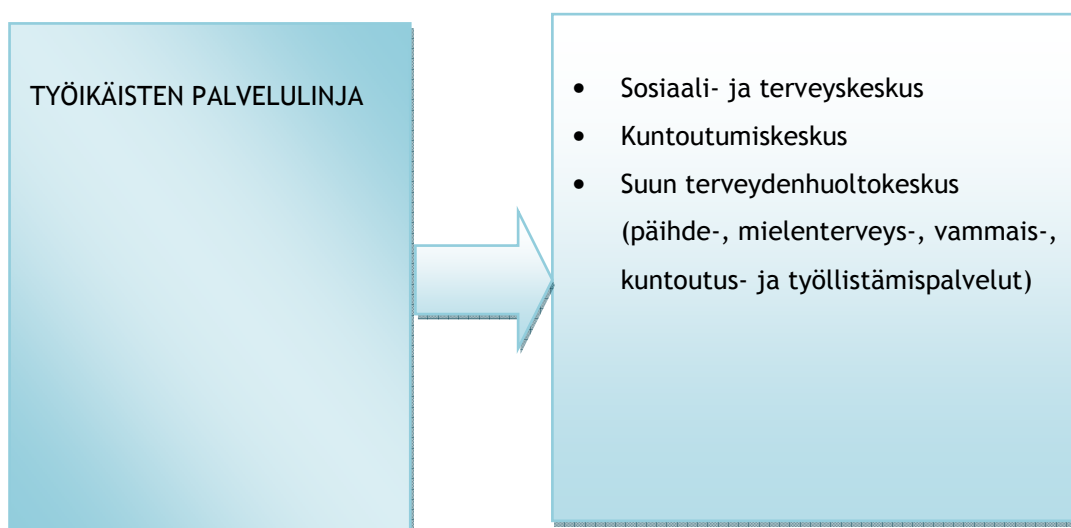 TYÖIKÄISTEN PALVELULINJA
• Sosiaali- ja terveyskeskus
• Kuntoutumiskeskus
• Suun terveydenhuoltokeskus
(päihde-, mielenterveys-, vammais-,
kuntoutus- ja työllistämispalvelut)